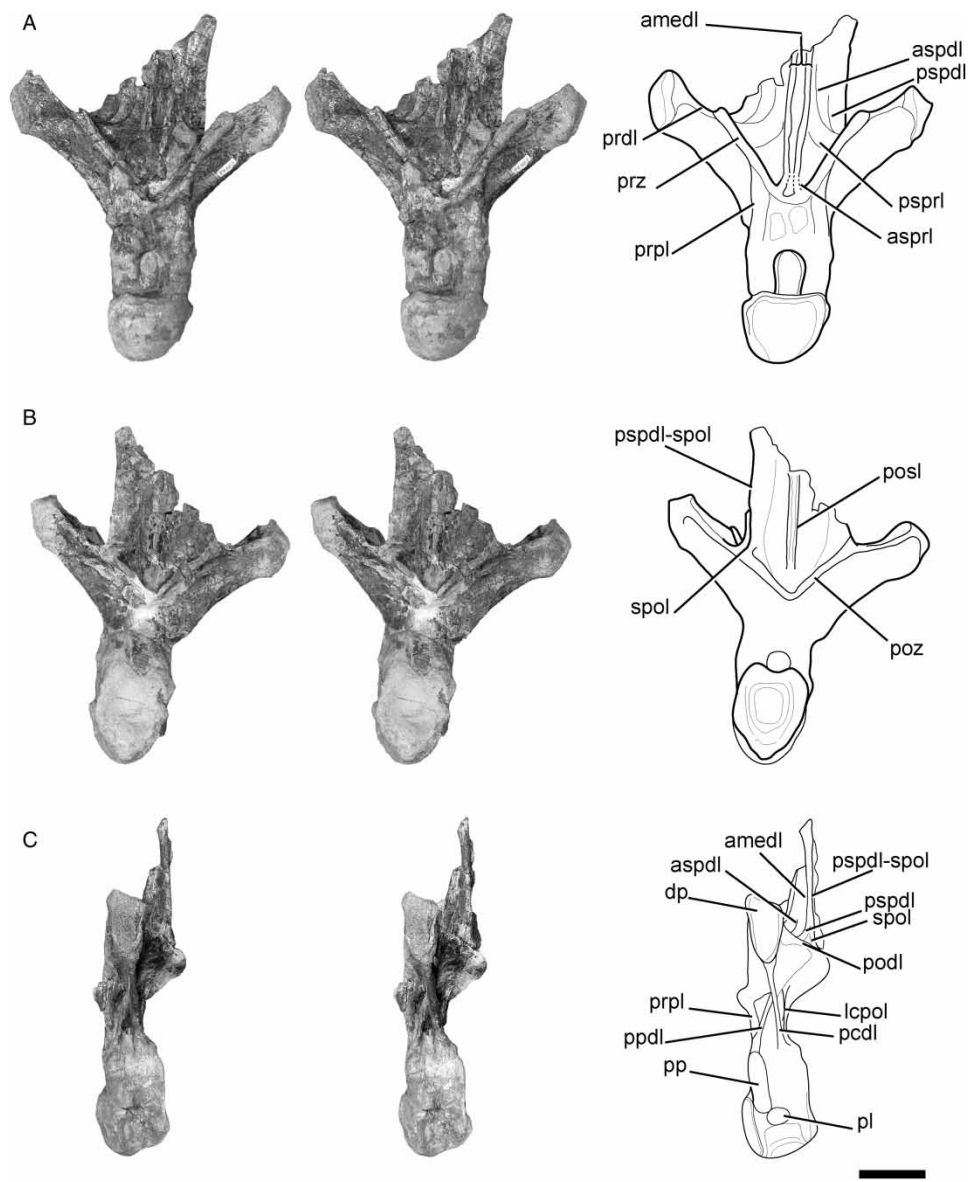 A
amedl
aspdl
pspdl
prdl
prz
prpl
psprl
asprl
B
pspdl-spol
posl
spol
poz
C
amedl
aspdl
dp
pspdl-spol
pspdl
spol
podl
prpl
lcpol
ppdl
pcdl
pp
pl